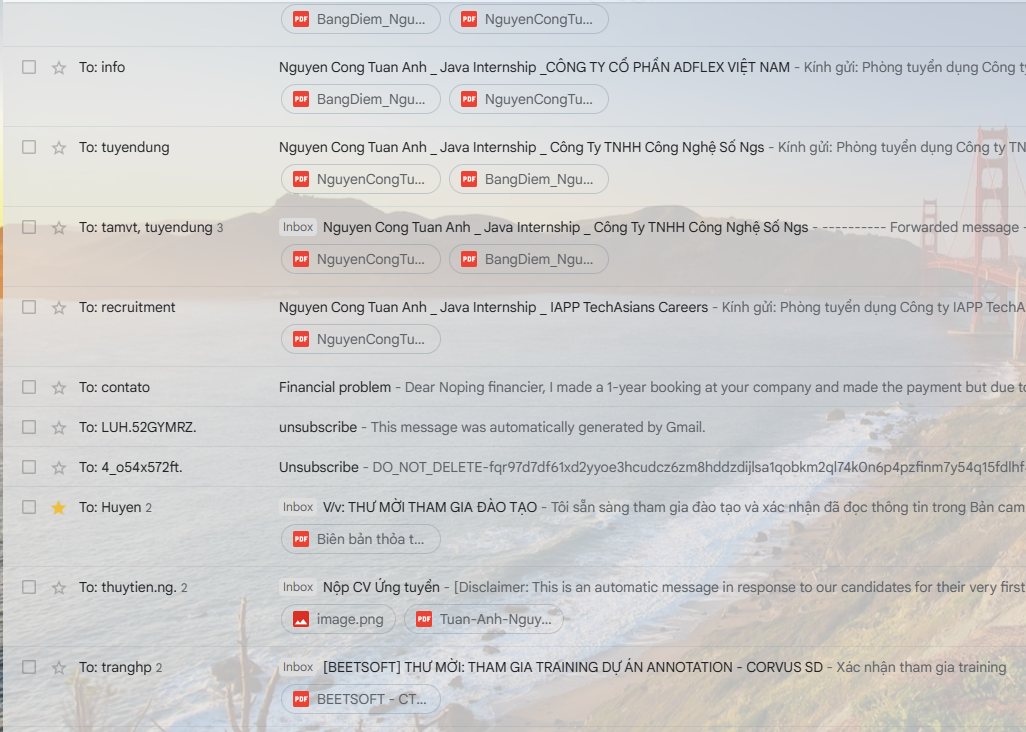 PDF BangDiem_Ngu... PDF NguyenCongTu...
To: info Nguyen Cong Tuan Anh _ Java Internship _CÔNG TY CỔ PHẦN ADFLEX VIỆT NAM - Kính gửi: Phòng tuyển dụng Công ty
PDF BangDiem_Ngu... PDF NguyenCongTu...
To: tuyendung Nguyen Cong Tuan Anh _ Java Internship _ Công Ty TNHH Công Nghệ Số Ngs - Kính gửi: Phòng tuyển dụng Công ty TN
PDF NguyenCongTu... PDF BangDiem_Ngu...
To: tamvt, tuyendung 3 Inbox Nguyen Cong Tuan Anh _ Java Internship _ Công Ty TNHH Công Nghệ Số Ngs - ---------- Forwarded message -
PDF NguyenCongTu... PDF BangDiem_Ngu...
To: recruitment Nguyen Cong Tuan Anh _ Java Internship _ IAPP TechAsians Careers - Kính gửi: Phòng tuyển dụng Công ty IAPP TechA
PDF NguyenCongTu...
To: contato Financial problem - Dear Noping financier, I made a 1-year booking at your company and made the payment but due to
To: LUH.52GYMRZ. unsubscribe - This message was automatically generated by Gmail.
To: 4_o54x572ft. Unsubscribe - DO_NOT_DELETE-fqr97d7df61xd2yyoe3hcudcz6zm8hddzdijlsa1qobkm2ql74k0n6p4pzfinm7y54q15fdlhf
To: Huyen 2 Inbox V/v: THƯ MỜI THAM GIA ĐÀO TẠO - Tôi sẵn sàng tham gia đào tạo và xác nhận đã đọc thông tin trong Bản cam
PDF Biên bản thỏa t...
To: thuytien.ng. 2 Inbox Nộp CV Ứng tuyển - [Disclaimer: This is an automatic message in response to our candidates for their very first
image.png PDF Tuan-Anh-Nguy...
To: tranghp 2 Inbox [BEETSOFT] THƯ MỜI: THAM GIA TRAINING DỰ ÁN ANNOTATION - CORVUS SD - Xác nhận tham gia training
PDF BEETSOFT - CT...